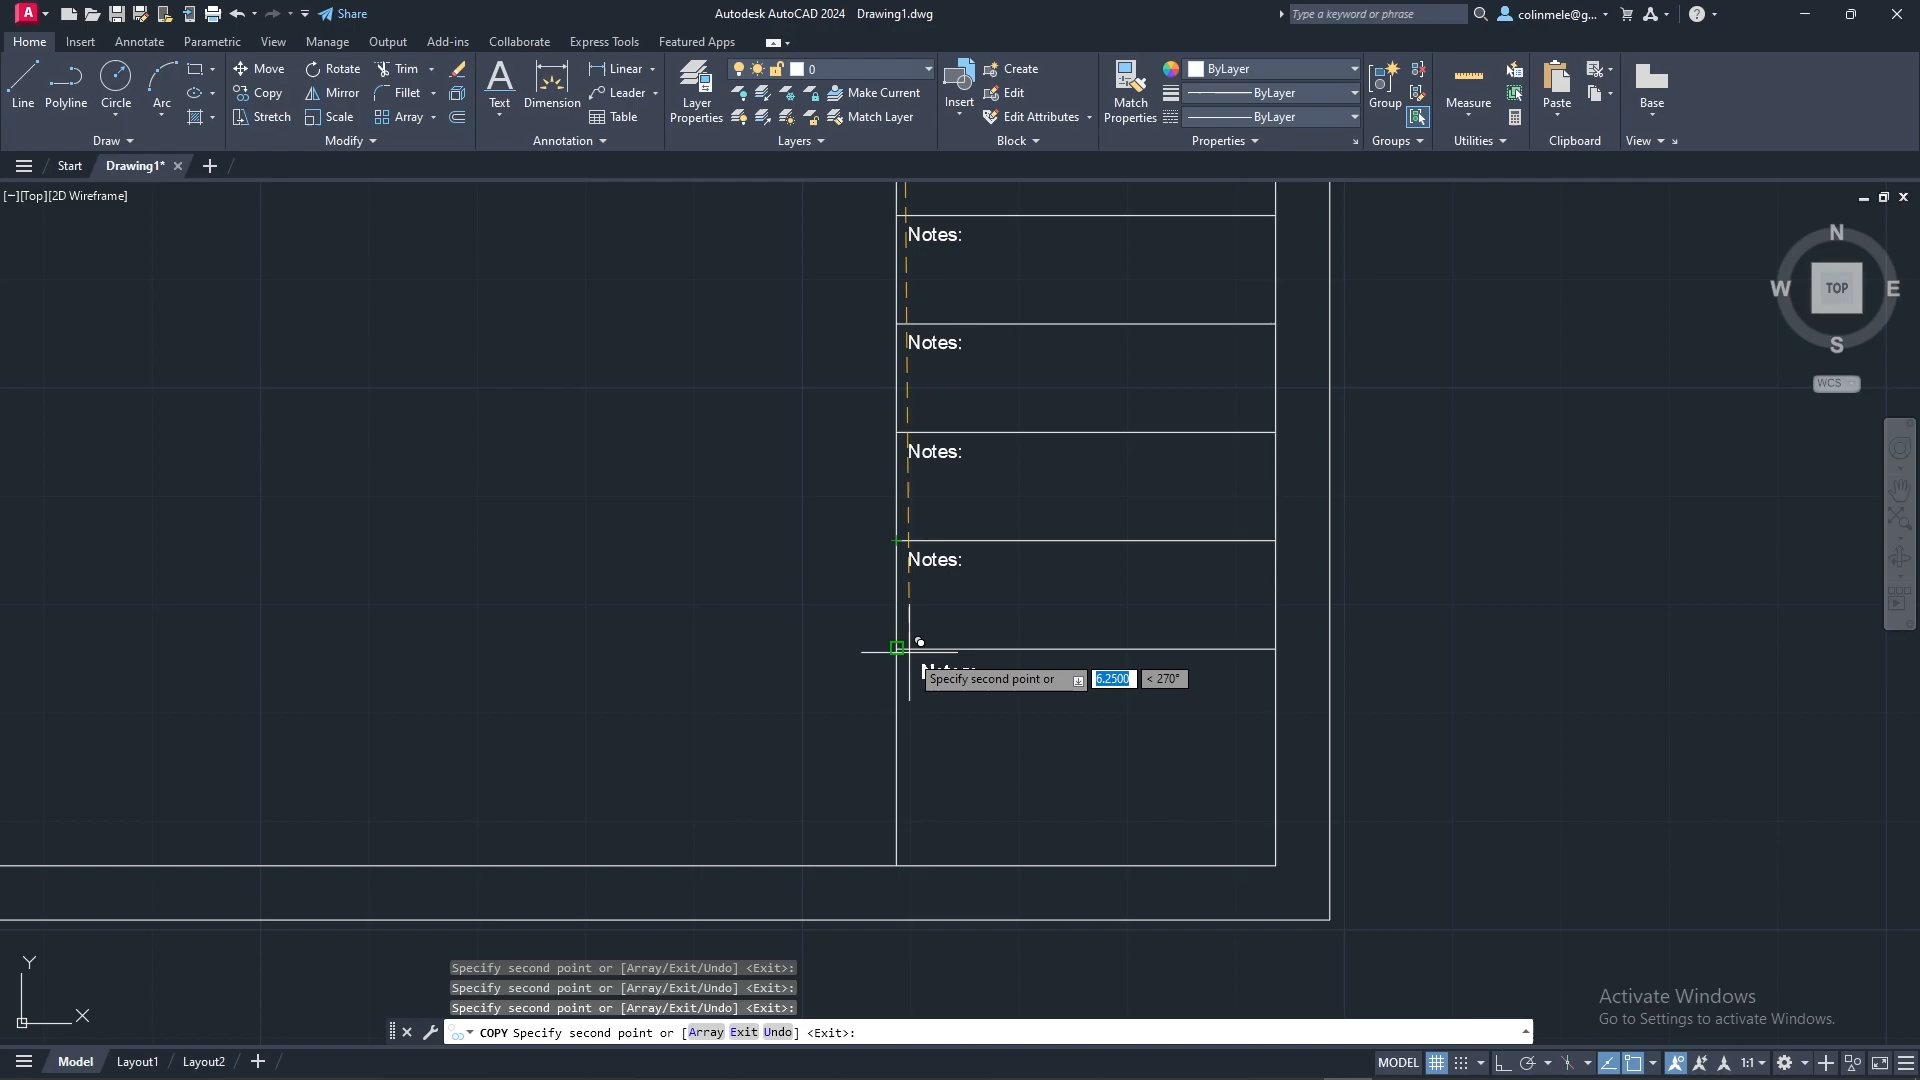 Share
Autodesk AutoCAD 2024 Drawing1.dwg
Type a keyword or phrase
colinmele@g...
Home Insert Annotate Parametric View Manage Output Add-ins Collaborate Express Tools Featured Apps
Line Polyline Circle Arc
Move Rotate Trim
Copy Mirror Fillet
Stretch Scale Array
Text Dimension
Linear
Leader
Table
Layer Properties
0
Make Current
Match Layer
Insert
Create
Edit
Edit Attributes
Match Properties
ByLayer
ByLayer
ByLayer
Group
Measure
Paste
Base
Draw Modify Annotation Layers Block Properties Groups Utilities Clipboard View
Start Drawing1*
[−][Top][2D Wireframe]
N
W TOP E
S
WCS
Notes:
Notes:
Notes:
Notes:
Specify second point or 6.2500 < 270°
Y
X
Specify second point or [Array/Exit/Undo] <Exit>:
Specify second point or [Array/Exit/Undo] <Exit>:
Specify second point or [Array/Exit/Undo] <Exit>:
COPY Specify second point or [Array Exit Undo] <Exit>:
Activate Windows
Go to Settings to activate Windows.
Model Layout1 Layout2
MODEL 1:1